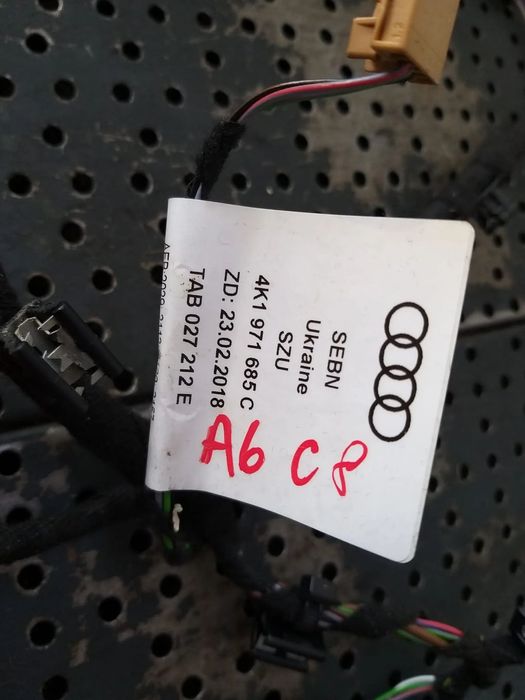 SEBN
Ukraine
SZU
4K1 971 685 C
ZD: 23.02.2018
TAB 027 212 E
A6 C8